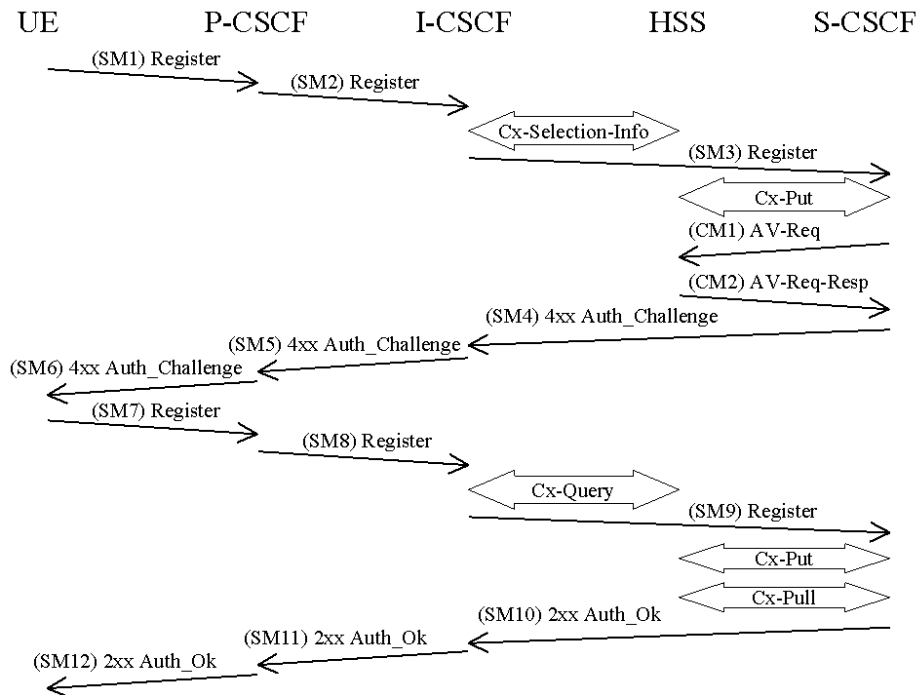 UE P-CSCF I-CSCF HSS S-CSCF
(SM1) Register
(SM2) Register
Cx-Selection-Info
(SM3) Register
Cx-Put
(CM1) AV-Req
(CM2) AV-Req-Resp
(SM4) 4xx Auth_Challenge
(SM5) 4xx Auth_Challenge
(SM6) 4xx Auth_Challenge
(SM7) Register
(SM8) Register
Cx-Query
(SM9) Register
Cx-Put
Cx-Pull
(SM10) 2xx Auth_Ok
(SM11) 2xx Auth_Ok
(SM12) 2xx Auth_Ok